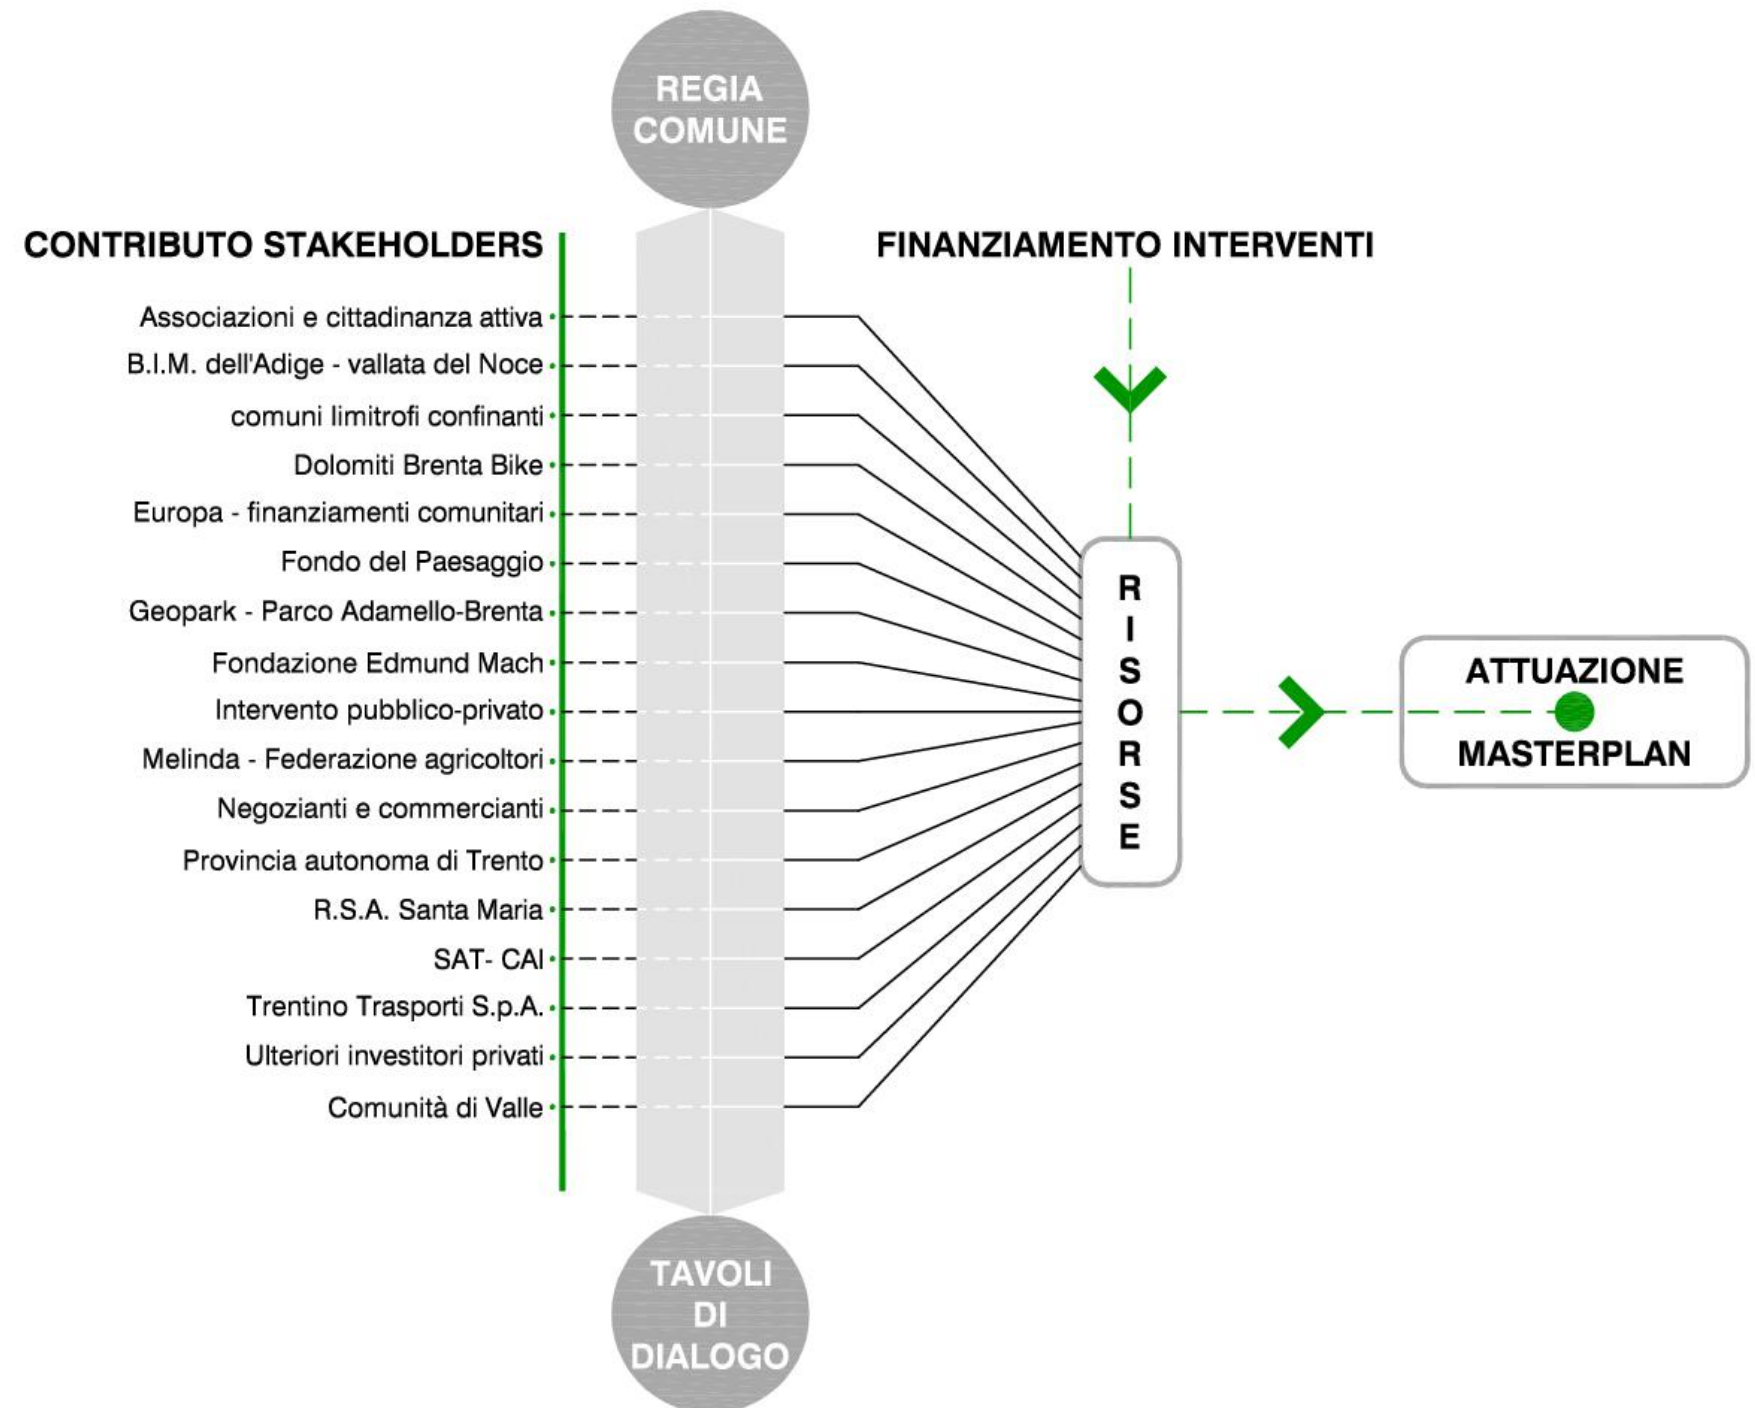 REGIA
COMUNE
CONTRIBUTO STAKEHOLDERS
FINANZIAMENTO INTERVENTI
Associazioni e cittadinanza attiva
B.I.M. dell'Adige - vallata del Noce
comuni limitrofi confinanti
Dolomiti Brenta Bike
Europa - finanziamenti comunitari
Fondo del Paesaggio
Geopark - Parco Adamello-Brenta
Fondazione Edmund Mach
Intervento pubblico-privato
Melinda - Federazione agricoltori
Negozianti e commercianti
Provincia autonoma di Trento
R.S.A. Santa Maria
SAT- CAI
Trentino Trasporti S.p.A.
Ulteriori investitori privati
Comunità di Valle
R
I
S
O
R
S
E
ATTUAZIONE
MASTERPLAN
TAVOLI
DI
DIALOGO